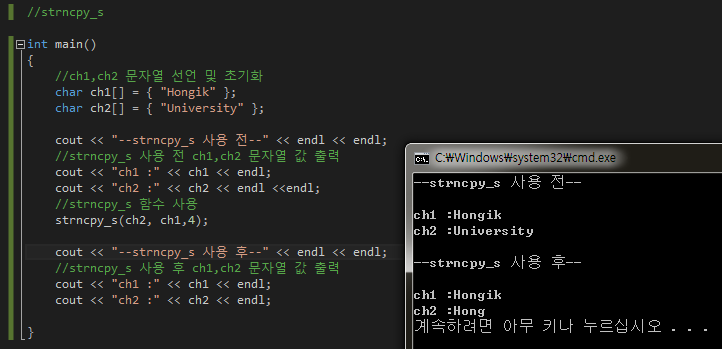 //strncpy_s
int main()
{
//ch1,ch2 문자열 선언 및 초기화
char ch1[] = { "Hongik" };
char ch2[] = { "University" };
cout << "--strncpy_s 사용 전--" << endl << endl;
//strncpy_s 사용 전 ch1,ch2 문자열 값 출력
cout << "ch1 :" << ch1 << endl;
cout << "ch2 :" << ch2 << endl <<endl;
//strncpy_s 함수 사용
strncpy_s(ch2, ch1,4);
cout << "--strncpy_s 사용 후--" << endl << endl;
//strncpy_s 사용 후 ch1,ch2 문자열 값 출력
cout << "ch1 :" << ch1 << endl;
cout << "ch2 :" << ch2 << endl;
}
C:₩Windows₩system32₩cmd.exe
--strncpy_s 사용 전--
ch1 :Hongik
ch2 :University
--strncpy_s 사용 후--
ch1 :Hongik
ch2 :Hong
계속하려면 아무 키나 누르십시오 . . .